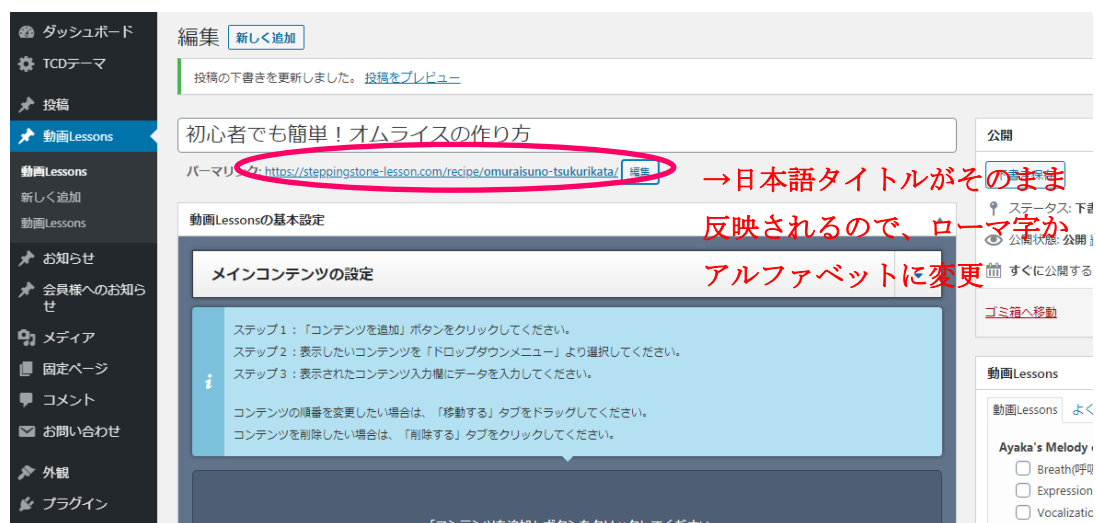 ダッシュボード
TCDテーマ
投稿
動画Lessons
動画Lessons
新しく追加
動画Lessons
お知らせ
会員様へのお知ら
せ
メディア
固定ページ
コメント
お問い合わせ
外観
プラグイン
編集 新しく追加
投稿の下書きを更新しました。 投稿をプレビュー
初心者でも簡単！オムライスの作り方
パーマリンク: https://steppingstone-lesson.com/recipe/omuraisuno-tsukurikata/ 編集
→日本語タイトルがそのまま
反映されるので、ローマ字か
アルファベットに変更
動画Lessonsの基本設定
メインコンテンツの設定
ステップ1：「コンテンツを追加」ボタンをクリックしてください。
ステップ2：表示したいコンテンツを「ドロップダウンメニュー」より選択してください。
ステップ3：表示されたコンテンツ入力欄にデータを入力してください。
コンテンツの順番を変更したい場合は、「移動する」タブをドラッグしてください。
コンテンツを削除したい場合は、「削除する」タブをクリックしてください。
公開
下書き保存
ステータス: 下書
公開状態: 公開
すぐに公開する
ゴミ箱へ移動
動画Lessons
動画Lessons よく
Ayaka's Melody
Breath(呼吸
Expression
Vocalizatio